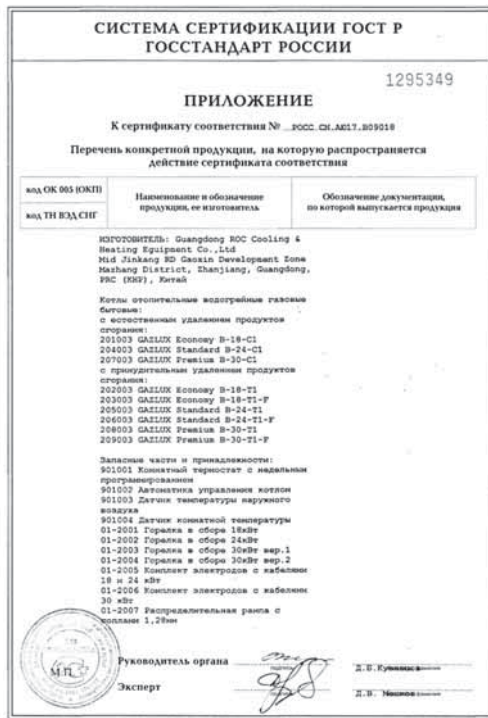 СИСТЕМА СЕРТИФИКАЦИИ ГОСТ Р
ГОССТАНДАРТ РОССИИ
1295349
ПРИЛОЖЕНИЕ
К сертификату соответствия № РОСС.CN.АЮ17.В09018
Перечень конкретной продукции, на которую распространяется
действие сертификата соответствия
код ОК 005 (ОКП)
код ТН ВЭД СНГ
Наименование и обозначение
продукции, ее изготовитель
Обозначение документации,
по которой выпускается продукция
ИЗГОТОВИТЕЛЬ: Guangdong ROC Cooling &
Heating Equipment Co.,Ltd
Mid Jinkang RD Gaoxin Development Zone
Mazhang District, Zhanjiang, Guangdong,
PRC (КНР), Китай
Котлы отопительные водогрейные газовые
бытовые:
с естественным удалением продуктов
сгорания:
201003 GAZLUX Economy B-18-C1
204003 GAZLUX Standard B-24-C1
207003 GAZLUX Premium B-30-C1
с принудительным удалением продуктов
сгорания:
202003 GAZLUX Economy B-18-T1
203003 GAZLUX Economy B-18-T1-F
205003 GAZLUX Standard B-24-T1
206003 GAZLUX Standard B-24-T1-F
208003 GAZLUX Premium B-30-T1
209003 GAZLUX Premium B-30-T1-F
Запасные части и принадлежности:
901001 Комнатный термостат с недельным
программированием
901002 Автоматика управления котлом
901003 Датчик температуры наружного
воздуха
901004 Датчик комнатной температуры
01-2001 Горелка в сборе 18кВт
01-2002 Горелка в сборе 24кВт
01-2003 Горелка в сборе 30кВт вер.1
01-2004 Горелка в сборе 30кВт вер.2
01-2005 Комплект электродов с кабелями
18 и 24 кВт
01-2006 Комплект электродов с кабелями
30 кВт
01-2007 Распределительная рампа с
соплами 1,28мм
М.П.
Руководитель органа
Д.В.
Эксперт
Д.В.